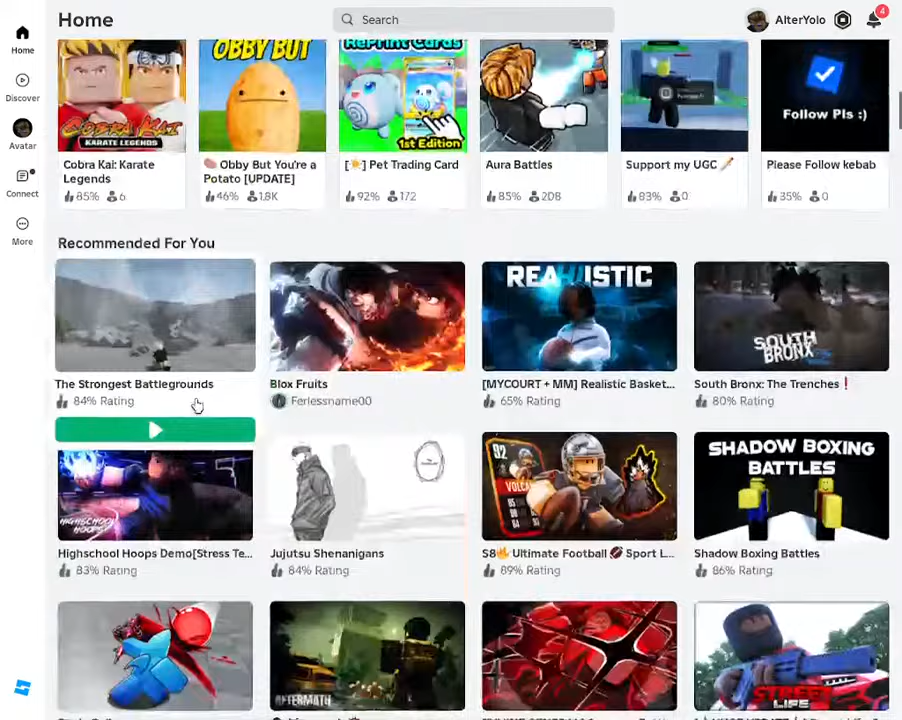 Home
Search
AlterYolo
4
Home
Discover
Avatar
Connect
More
OBBY BUT
RePrint Cards
1st Edition
Follow Pls :)
COBRA KAI
KARATE LEGENDS
Cobra Kai: Karate
Legends
85% 6
Obby But You're a
Potato [UPDATE]
46% 1.8K
[☀️] Pet Trading Card
92% 172
Aura Battles
85% 208
Support my UGC
83% 0
Please Follow kebab
35% 0
Recommended For You
REALISTIC
SOUTH
BRONX
The Strongest Battlegrounds
84% Rating
Blox Fruits
Ferlessname00
[MYCOURT + MM] Realistic Basket...
65% Rating
South Bronx: The Trenches❗
80% Rating
HIGHSCHOOL
HOOPS
92
SHADOW BOXING
BATTLES
Highschool Hoops Demo[Stress Te...
83% Rating
Jujutsu Shenanigans
84% Rating
S8🔥 Ultimate Football 🏈 Sport L...
89% Rating
Shadow Boxing Battles
86% Rating
AFTERMATH
STREET
LIFE